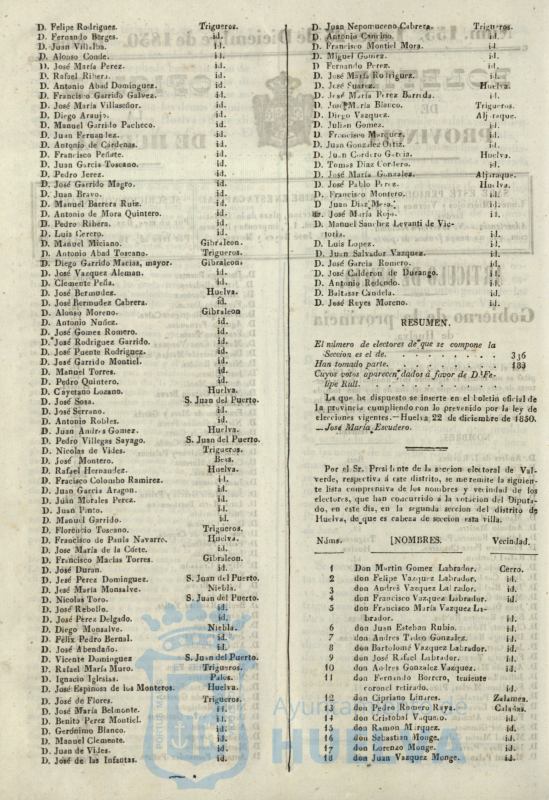 D. Felipe Rodriguez. Trigueros.
D. Fernando Borges. id.
D. Juan Villalba. id.
D. Alonso Conde. id.
D. José María Perez. id.
D. Rafael Ribera. id.
D. Antonio Abad Dominguez. id.
D. Francisco Garrido Galvez. id.
D. José María Villaseñor. id.
D. Diego Araujo. id.
D. Manuel Garrido Pacheco. id.
D. Juan Fernandez. id.
D. Antonio de Cárdenas. id.
D. Francisco Peñate. id.
D. Juan Garcia Toscano. id.
D. Pedro Jerez. id.
D. José Garrido Magro. id.
D. Juan Bravo. id.
D. Manuel Barrera Ruiz. id.
D. Antonio de Mora Quintero. id.
D. Pedro Ribera. id.
D. Luis Cerero. id.
D. Manuel Miciano. Gibraleon.
D. Antonio Abad Toscano. Trigueros.
D. Diego Garrido Macias, mayor. Gibraleon
D. José Vazquez Aleman. id.
D. Clemente Peña. id.
D. José Bermudez. Huelva.
D. José Bermudez Cabrera. id.
D. Alonso Moreno. Gibraleon
D. Antonio Nuñez. id.
D. José Gomez Romero. id.
D. José Rodriguez Garrido. id.
D. José Puente Rodriguez. id.
D. José Garrido Montiel. id.
D. Manuel Torres. id.
D. Pedro Quintero. id.
D. Cayetano Lozano. Huelva.
D. José Sosa. S. Juan del Puerto.
D. José Serrano. id.
D. Antonio Robles. id.
D. Juan Andres Gomez. Huelva.
D. Pedro Villegas Sayago. S. Juan del Puerto.
D. Nicolas de Vides. Trigueros.
D. José Montero. Beas.
D. Rafael Hernandez. Huelva.
D. Fracisco Colombo Ramirez. id.
D. Juan Garcia Aragon. id.
D. Juan Morales Perez. id.
D. Juan Pinto. id.
D. Manuel Garrido. id.
D. Florencio Toscano. Trigueros.
D. Francisco de Paula Navarro. Huelva.
D. Jose María de la Córte. id.
D. Francisco Macias Torres. Gibraleon.
D. José Duran. id.
D. José Perez Dominguez. S. Juan del Puerto.
D. José María Monsalve. Niebla.
D. Nicolas Toro. S. Juan del Puerto.
D. José Rebollo. id.
D. José Perez Delgado. id.
D. Diego Monsalve. Niebla.
D. Félix Pedro Bernal. id.
D. José Abendaño. id.
D. Vicente Dominguez S. Juan del Puerto.
D. Rafael María Muro. Trigueros.
D. Ignacio Iglesias. Palos.
D. José Espinosa de los Monteros. Huelva.
D. José de Flores. Trigueros.
D. José María Belmonte. id.
D. Benito Perez Montiel. id.
D. Gerónimo Blanco. id.
D. Manuel Clemente. id.
D. Juan de Vides. id.
D. José de las Infantas. id.
D. Juan Nepomuceno Cabrera. Trigueros.
D. Antonio Camino. id.
D. Francisco Montiel Mora. id.
D. Miguel Gomez. id.
D. Fernando Perez. id.
D. José María Rodriguez. id.
D. José Suarez. Huelva.
D. José María Perez Barrida. id.
D. José María Blanco. Trigueros.
D. Diego Vazquez. Aljaraque.
D. Julian Gomez. id.
D. Francisco Marquez. id.
D. Juan Gonzalez Ortiz. id.
D. Juan Cordero Garcia. Huelva.
D. Tomas Diaz Cordero. id.
D. José María Gonzalez. Aljaraque.
D. José Pablo Perez. Huelva.
D. Francisco Montero. id.
D. Juan Diaz Mesa. id.
D. José María Rojo. id.
D. Manuel Sanchez Levanti de Vic-
toria. id.
D. Luis Lopez. id.
D. Juan Salvador Vazquez. id.
D. José Garcia Romero. id.
D. José Calderon de Durango. id.
D. Antonio Redondo. id.
D. Baltasar Candela. id.
D. José Reyes Moreno. id.
RESUMEN.
El número de electores de que se compone la
Seccion es el de. 336
Han tomado parte. 189
Cuyos votos aparecen dados á favor de D Fe-
lipe Rull.
Lo que he dispuesto se inserte en el boletin oficial de
la provincia cumpliendo con lo prevenido por la ley de
elecciones vigentes.—Huelva 22 de diciembre de 1850.
—José María Escudero.
Por el Sr. Presidente de la seccion electoral de Val-
verde, respectiva á este distrito, se me remite la siguien-
te lista comprensiva de los nombres y vecindad de los
electores, que han concurrido á la votacion del Diputa-
do, en este dia, en la segunda seccion del distrito de
Huelva, de que es cabeza de seccion esta villa.
Núms. NOMBRES. Vecindad.
1 Don Martin Gomez Labrador. Cerro.
2 don Felipe Vazquez Labrador. id.
3 don Andrés Vazquez Labrador. id.
4 don Francisco Vazquez Labrador. id.
5 don Francisco María Vazquez La-
brador. id.
6 don Juan Esteban Rubio. id.
7 don Andres Tadeo Gonzalez. id.
8 don Bartolomé Vazquez Labrador. id.
9 don José Rafael Labrador. id.
10 don Andres Gonzalez Vazquez. id.
11 don Fernando Borrero, teniente
coronel retirado. id.
12 don Cipriano Linares. Zalamea.
13 don Pedro Romero Raya. Calañas.
14 don Cristobal Vaquero. id.
15 don Ramon Marquez. id.
16 don Sebastian Monge. id.
17 don Lorenzo Monge. id.
18 don Juan Vazquez Monge. id.
HUELVA